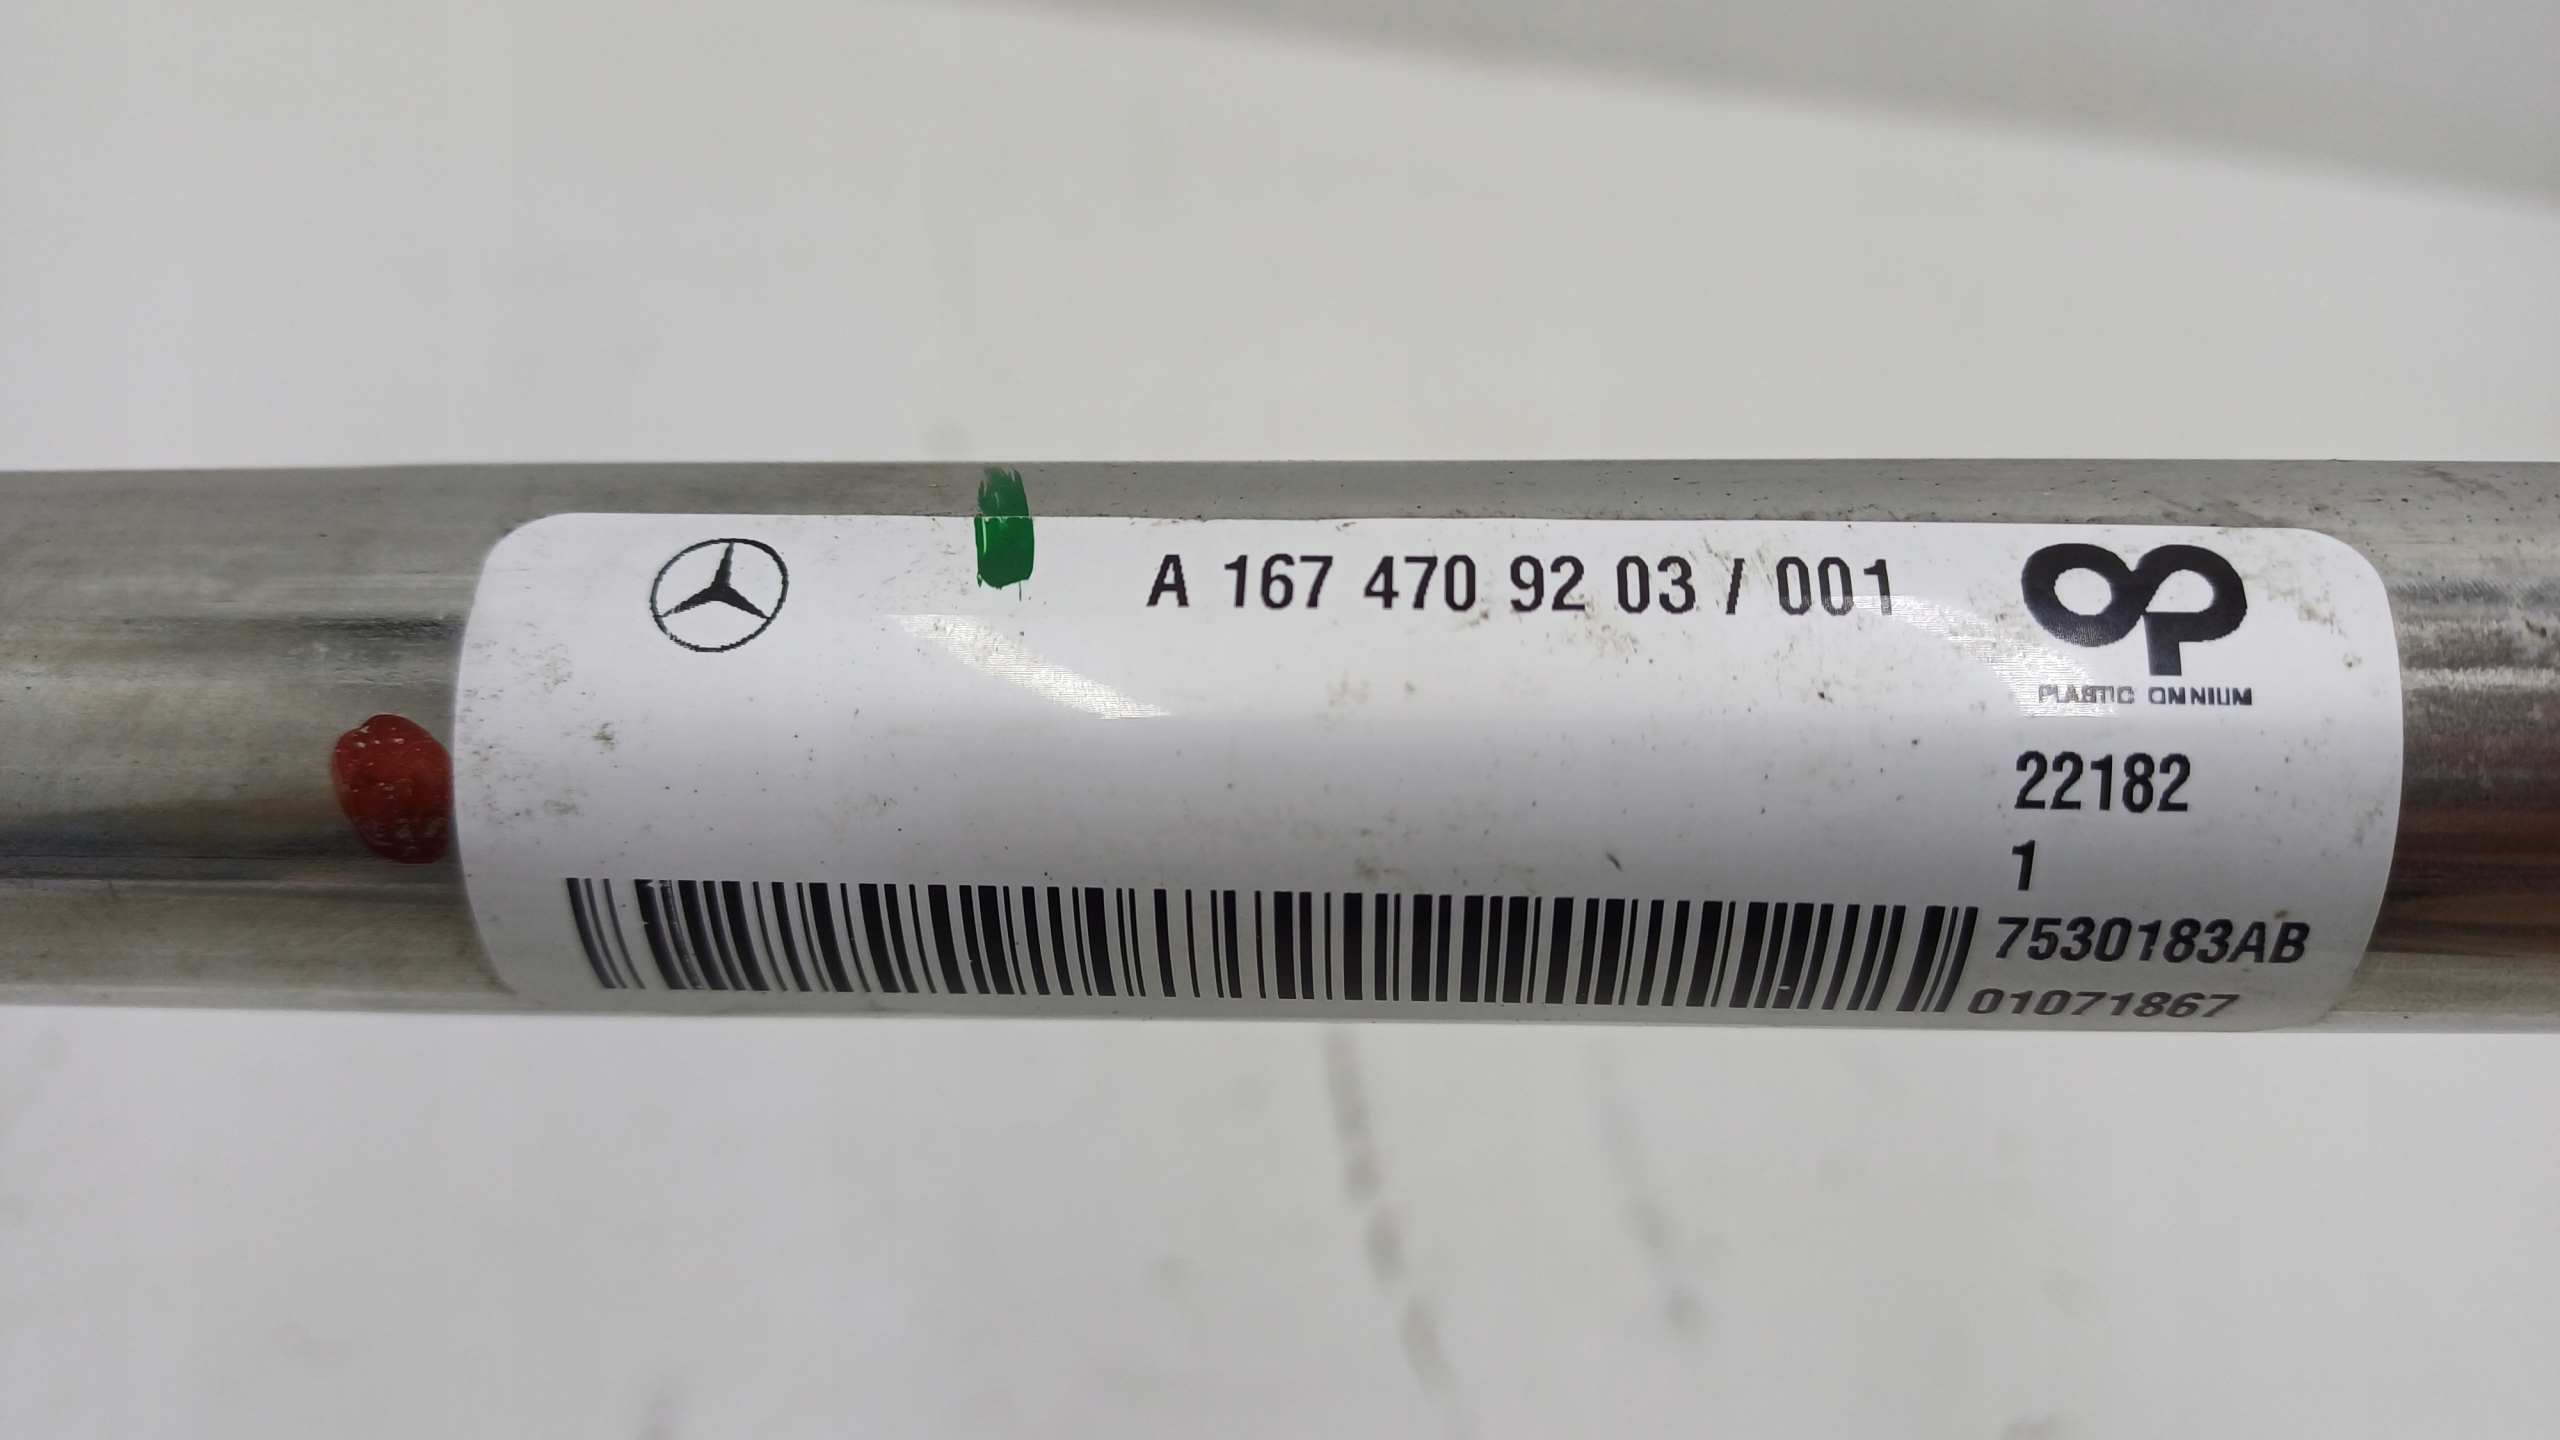 A 167 470 92 03 / 001
PLASTIC OMNIUM
22182
1
7530183AB
01071867